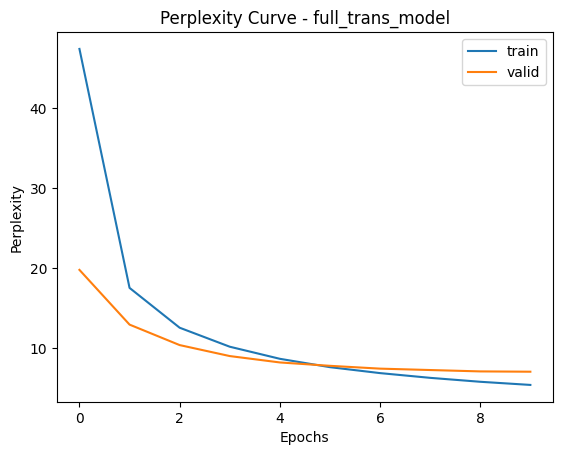 Perplexity Curve - full_trans_model
train
valid
40
30
20
10
Perplexity
0 2 4 6 8
Epochs